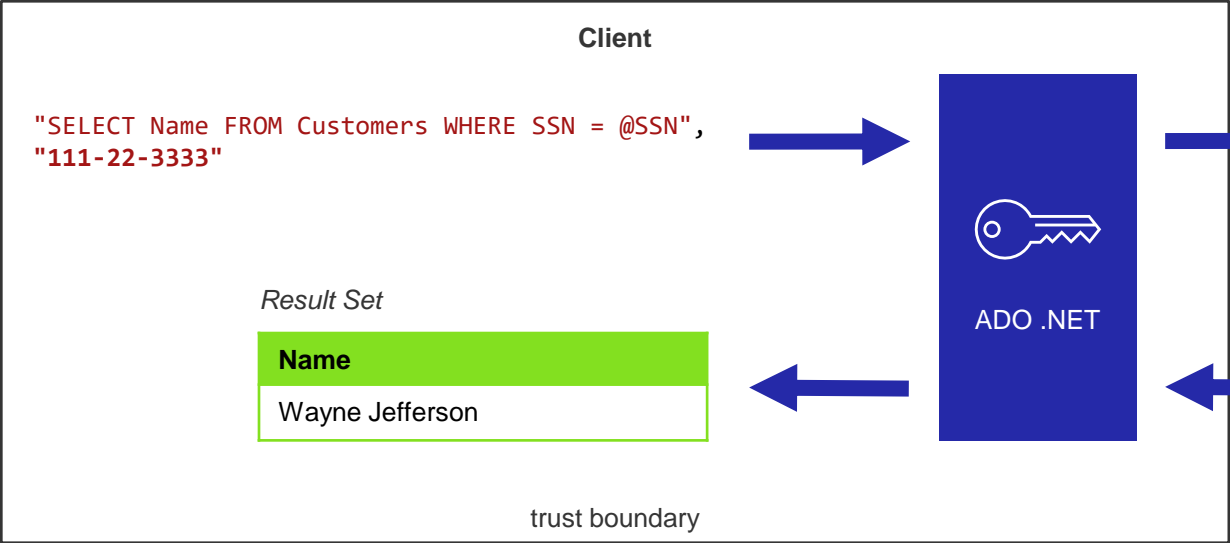 Client
"SELECT Name FROM Customers WHERE SSN = @SSN",
"111-22-3333"
Result Set
Name
Wayne Jefferson
ADO .NET
trust boundary